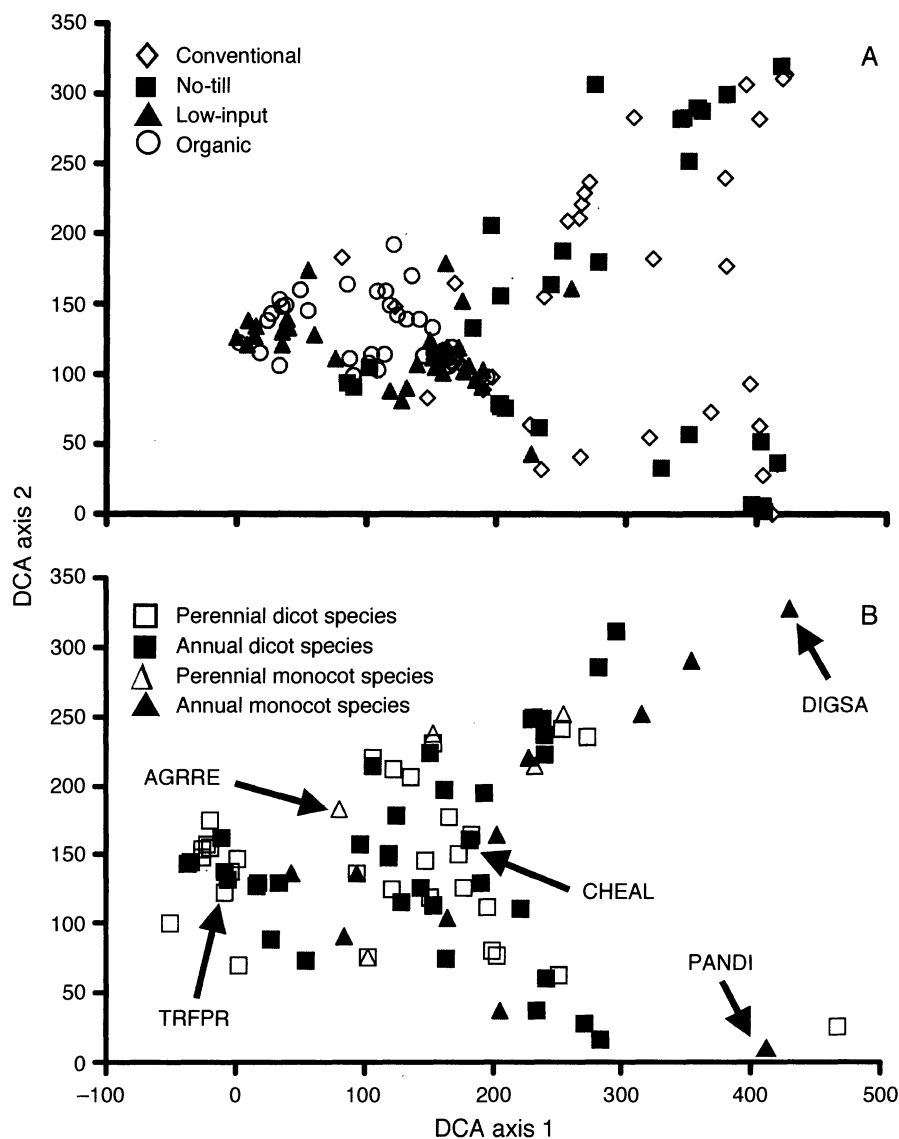 350
300
250
200
150
100
50
0
A
Conventional
No-till
Low-input
Organic
DCA axis 2
350
300
250
200
150
100
50
0
B
Perennial dicot species
Annual dicot species
Perennial monocot species
Annual monocot species
DIGSA
AGRRE
CHEAL
PANDI
TRFPR
−100 0 100 200 300 400 500
DCA axis 1